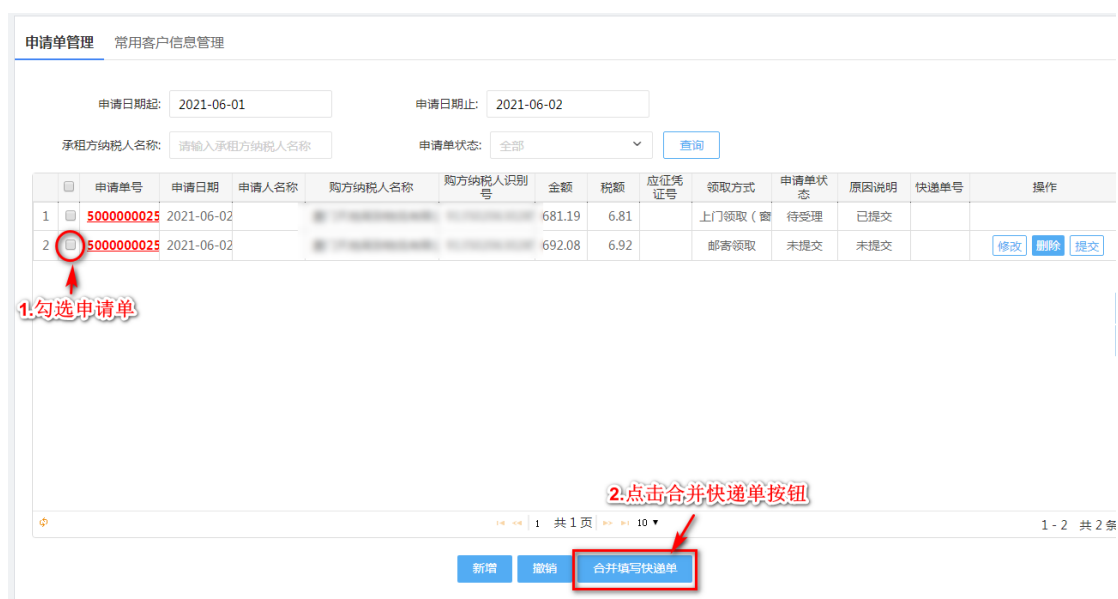 申请单管理 常用客户信息管理
申请日期起: 2021-06-01 申请日期止: 2021-06-02
承租方纳税人名称: 请输入承租方纳税人名称 申请单状态: 全部 查询
申请单号 申请日期 申请人名称 购方纳税人名称 购方纳税人识别号 金额 税额 应征凭证号 领取方式 申请单状态 原因说明 快递单号 操作
1 5000000025 2021-06-02 681.19 6.81 上门领取（窗 待受理 已提交
2 5000000025 2021-06-02 692.08 6.92 邮寄领取 未提交 未提交 修改 删除 提交
1.勾选申请单
2.点击合并快递单按钮
1 共1页 10 1-2 共2条
新增 撤销 合并填写快递单